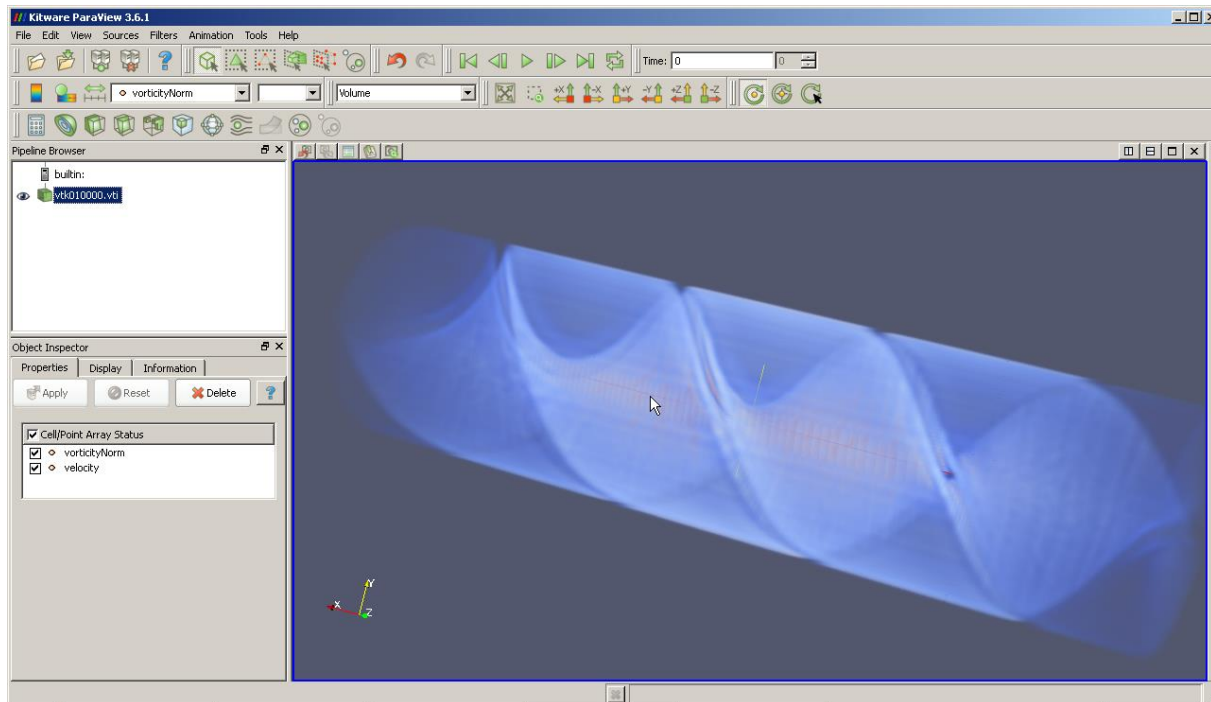 Kitware ParaView 3.6.1
File Edit View Sources Filters Animation Tools Help
Time: 0 0
vorticityNorm Volume
+X -X +Y -Y +Z -Z
Pipeline Browser
builtin:
vtk010000.vti
Object Inspector
Properties Display Information
Apply Reset Delete ?
Cell/Point Array Status
vorticityNorm
velocity
Y
X
Z